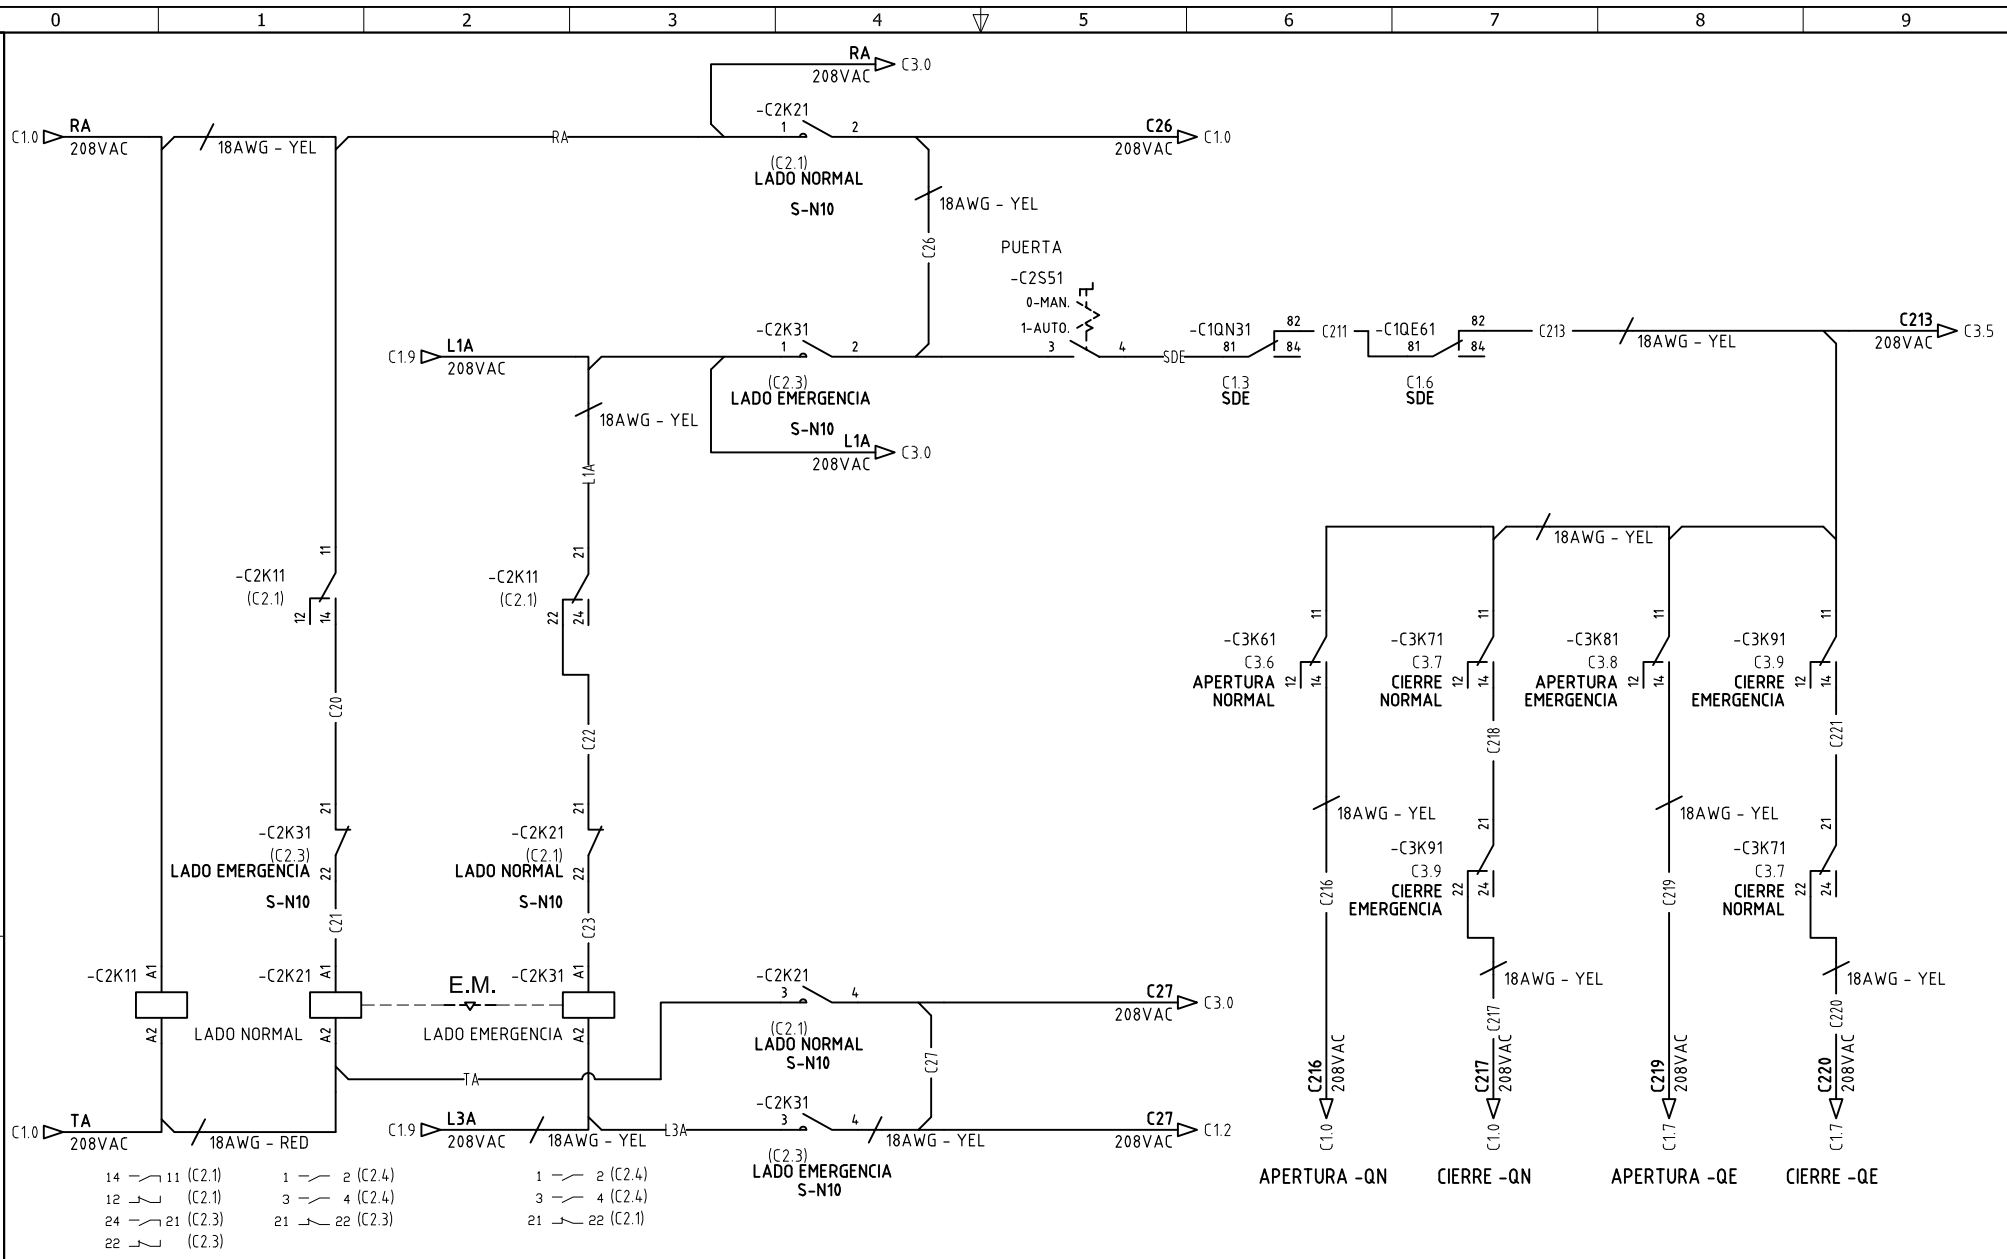 0 1 2 3 4 5 6 7 8 9
RA
208VAC C3.0
-C2K21
1 2
C1.0 RA
208VAC
18AWG - YEL
RA
C26
208VAC C1.0
(C2.1)
LADO NORMAL
S-N10
18AWG - YEL
C26
PUERTA
-C2S51
0-MAN.
1-AUTO.
3 4
SDE
C1.9 L1A
208VAC
-C2K31
1 2
(C2.3)
LADO EMERGENCIA
S-N10
L1A
208VAC C3.0
18AWG - YEL
L1A
-C1QN31
81 82 84
C1.3
SDE
C211
-C1QE61
81 82 84
C1.6
SDE
C213
18AWG - YEL
C213
208VAC C3.5
18AWG - YEL
-C2K11
(C2.1)
11 12 14
-C2K11
(C2.1)
21 22 24
C20
C22
-C2K31
(C2.3)
LADO EMERGENCIA
S-N10
21 22
-C2K21
(C2.1)
LADO NORMAL
S-N10
21 22
C21
C23
-C3K61
C3.6
APERTURA
NORMAL
11 12 14
-C3K71
C3.7
CIERRE
NORMAL
11 12 14
-C3K81
C3.8
APERTURA
EMERGENCIA
11 12 14
-C3K91
C3.9
CIERRE
EMERGENCIA
11 12 14
C218
C221
18AWG - YEL
18AWG - YEL
-C3K91
C3.9
CIERRE
EMERGENCIA
21 22 24
-C3K71
C3.7
CIERRE
NORMAL
21 22 24
C216
C219
18AWG - YEL
18AWG - YEL
C217
C220
-C2K11
A1
A2
-C2K21
A1
A2
LADO NORMAL
E.M.
-C2K31
A1
A2
LADO EMERGENCIA
-C2K21
3 4
(C2.1)
LADO NORMAL
S-N10
C27
208VAC C3.0
C27
TA
C1.0 TA
208VAC
18AWG - RED
C1.9 L3A
208VAC
18AWG - YEL
L3A
-C2K31
3 4
(C2.3)
LADO EMERGENCIA
S-N10
18AWG - YEL
C27
208VAC C1.2
C216
208VAC
C1.0
APERTURA -QN
C217
208VAC
C1.0
CIERRE -QN
C219
208VAC
C1.7
APERTURA -QE
C220
208VAC
C1.7
CIERRE -QE
14 11 (C2.1)
12 (C2.1)
24 21 (C2.3)
22 (C2.3)
1 2 (C2.4)
3 4 (C2.4)
21 22 (C2.3)
1 2 (C2.4)
3 4 (C2.4)
21 22 (C2.1)